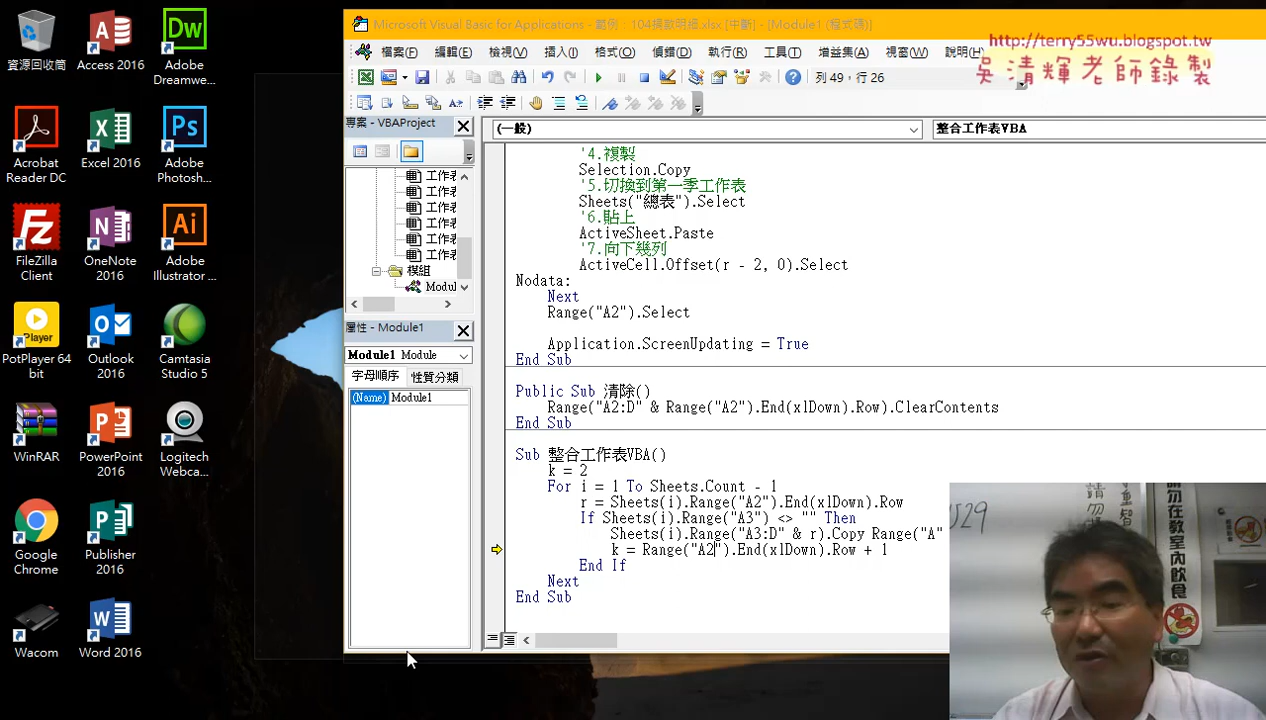 Microsoft Visual Basic for Applications - 範例：104捐款明細.xlsx [中斷] - [Module1 (程式碼)]
檔案(F) 編輯(E) 檢視(V) 插入(I) 格式(O) 偵錯(D) 執行(R) 工具(T) 增益集(A) 視窗(W) 說明(H)
http://terry55wu.blogspot.tw
吳清輝老師錄製
列 49，行 26
專案 - VBAProject
工作表
工作表
工作表
工作表
工作表
工作表
模組
Modul
屬性 - Module1
Module1 Module
字母順序 性質分類
(Name) Module1
(一般)
整合工作表VBA
'4.複製
Selection.Copy
'5.切換到第一季工作表
Sheets("總表").Select
'6.貼上
ActiveSheet.Paste
'7.向下幾列
ActiveCell.Offset(r - 2, 0).Select
Nodata:
Next
Range("A2").Select
Application.ScreenUpdating = True
End Sub
Public Sub 清除()
Range("A2:D" & Range("A2").End(xlDown).Row).ClearContents
End Sub
Sub 整合工作表VBA()
k = 2
For i = 1 To Sheets.Count - 1
r = Sheets(i).Range("A2").End(xlDown).Row
If Sheets(i).Range("A3") <> "" Then
Sheets(i).Range("A3:D" & r).Copy Range("A"
k = Range("A2").End(xlDown).Row + 1
End If
Next
End Sub
資源回收筒
Access 2016
Adobe Dreamwe...
Acrobat Reader DC
Excel 2016
Adobe Photosh...
FileZilla Client
OneNote 2016
Adobe Illustrator ...
PotPlayer 64 bit
Outlook 2016
Camtasia Studio 5
WinRAR
PowerPoint 2016
Logitech Webca...
Google Chrome
Publisher 2016
Wacom
Word 2016
請勿在教室內飲食